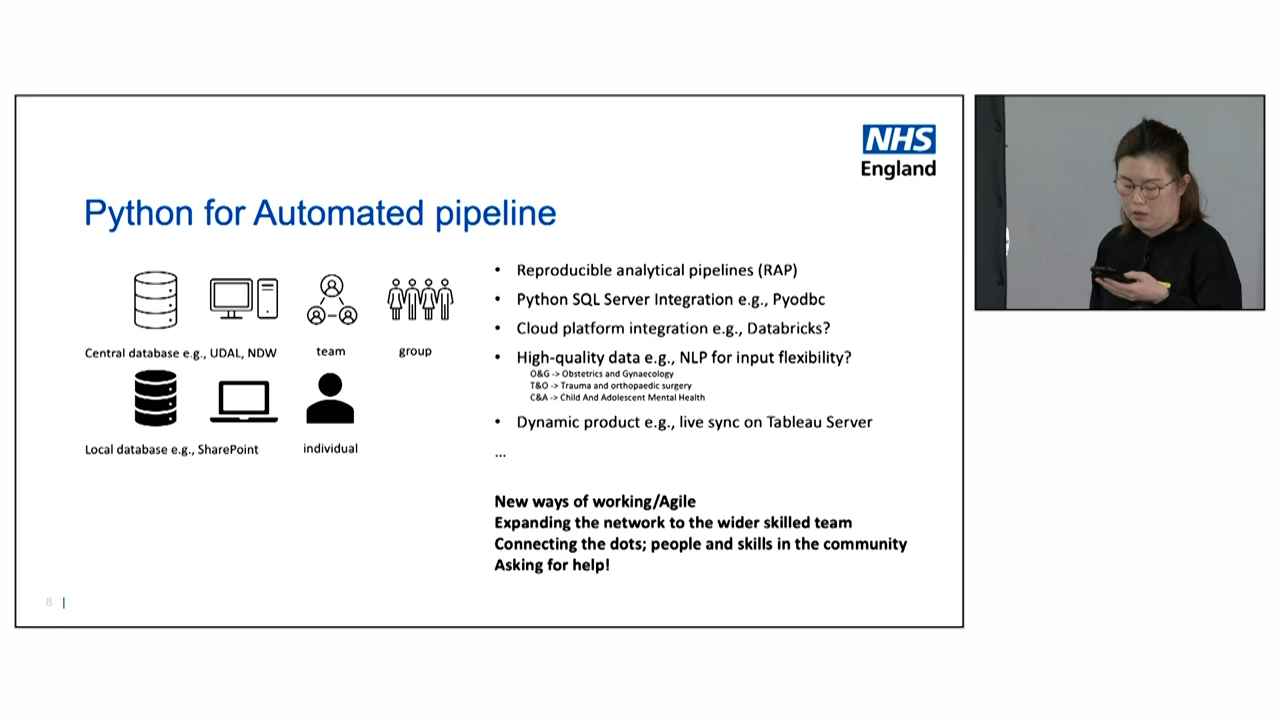 NHS
England
Python for Automated pipeline
Central database e.g., UDAL, NDW
team
group
Local database e.g., SharePoint
individual
• Reproducible analytical pipelines (RAP)
• Python SQL Server Integration e.g., Pyodbc
• Cloud platform integration e.g., Databricks?
• High-quality data e.g., NLP for input flexibility?
O&G -> Obstetrics and Gynaecology
T&O -> Trauma and orthopaedic surgery
C&A -> Child And Adolescent Mental Health
• Dynamic product e.g., live sync on Tableau Server
...
New ways of working/Agile
Expanding the network to the wider skilled team
Connecting the dots; people and skills in the community
Asking for help!
8 |